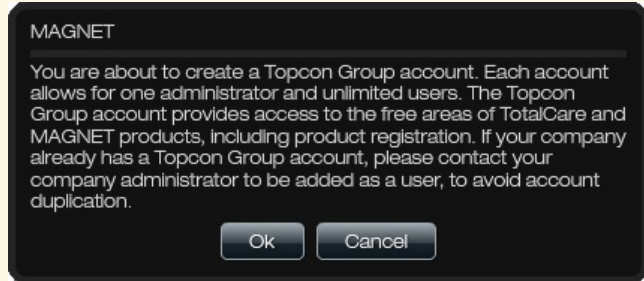 MAGNET
You are about to create a Topcon Group account. Each account
allows for one administrator and unlimited users. The Topcon
Group account provides access to the free areas of TotalCare and
MAGNET products, including product registration. If your company
already has a Topcon Group account, please contact your
company administrator to be added as a user, to avoid account
duplication.
Ok Cancel